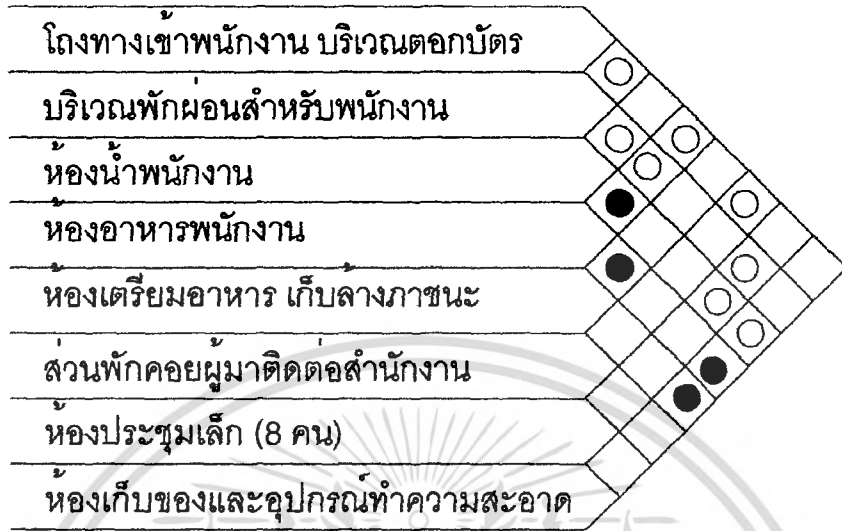 โถงทางเข้าพนักงาน บริเวณตอกบัตร
บริเวณพักผ่อนสำหรับพนักงาน
ห้องน้ำพนักงาน
ห้องอาหารพนักงาน
ห้องเตรียมอาหาร เก็บล้างภาชนะ
ส่วนพักคอยผู้มาติดต่อสำนักงาน
ห้องประชุมเล็ก (8 คน)
ห้องเก็บของและอุปกรณ์ทำความสะอาด